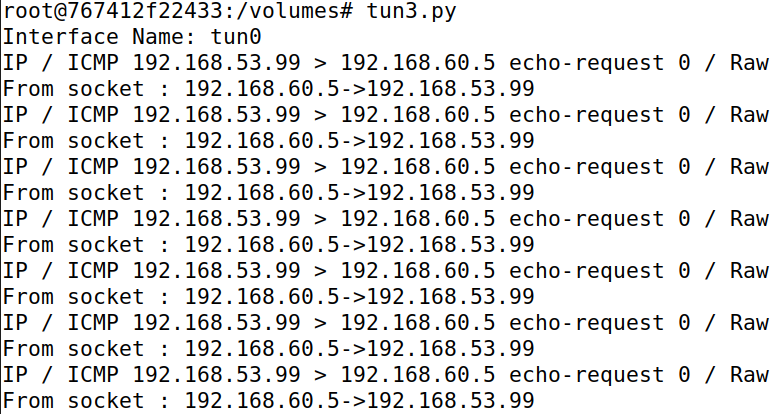 root@767412f22433:/volumes# tun3.py
Interface Name: tun0
IP / ICMP 192.168.53.99 > 192.168.60.5 echo-request 0 / Raw
From socket : 192.168.60.5->192.168.53.99
IP / ICMP 192.168.53.99 > 192.168.60.5 echo-request 0 / Raw
From socket : 192.168.60.5->192.168.53.99
IP / ICMP 192.168.53.99 > 192.168.60.5 echo-request 0 / Raw
From socket : 192.168.60.5->192.168.53.99
IP / ICMP 192.168.53.99 > 192.168.60.5 echo-request 0 / Raw
From socket : 192.168.60.5->192.168.53.99
IP / ICMP 192.168.53.99 > 192.168.60.5 echo-request 0 / Raw
From socket : 192.168.60.5->192.168.53.99
IP / ICMP 192.168.53.99 > 192.168.60.5 echo-request 0 / Raw
From socket : 192.168.60.5->192.168.53.99
IP / ICMP 192.168.53.99 > 192.168.60.5 echo-request 0 / Raw
From socket : 192.168.60.5->192.168.53.99